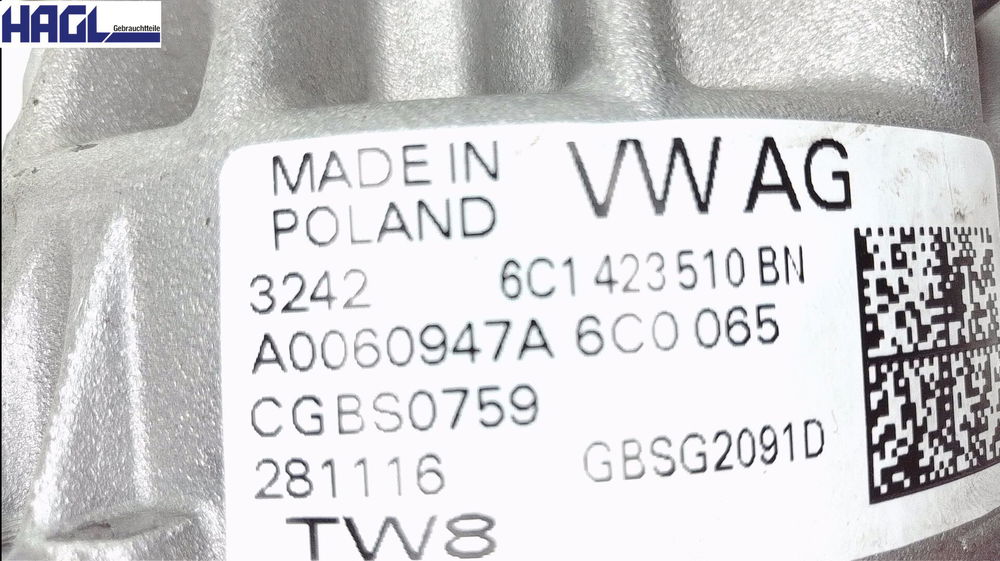 HAGL
Gebrauchtteile
MADE IN
POLAND
VW AG
3242
6C1 423 510 BN
A0060947A 6C0 065
CGBS0759
281116
GBSG2091D
TW8